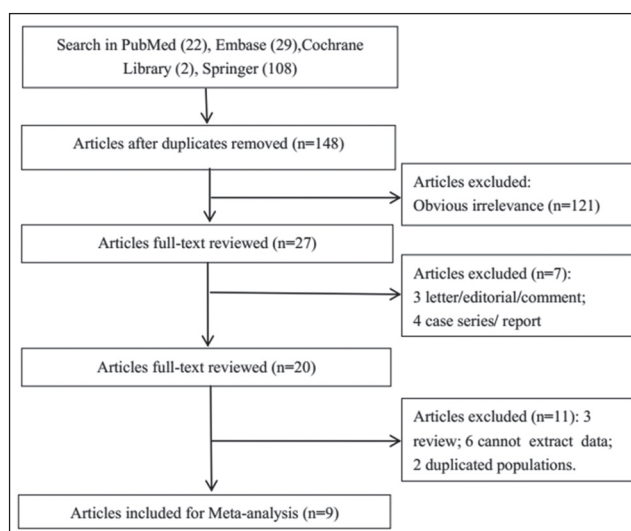 Search in PubMed (22), Embase (29),Cochrane
Library (2), Springer (108)
Articles after duplicates removed (n=148)
Articles excluded:
Obvious irrelevance (n=121)
Articles full-text reviewed (n=27)
Articles excluded (n=7):
3 letter/editorial/comment;
4 case series/ report
Articles full-text reviewed (n=20)
Articles excluded (n=11): 3
review; 6 cannot extract data;
2 duplicated populations.
Articles included for Meta-analysis (n=9)